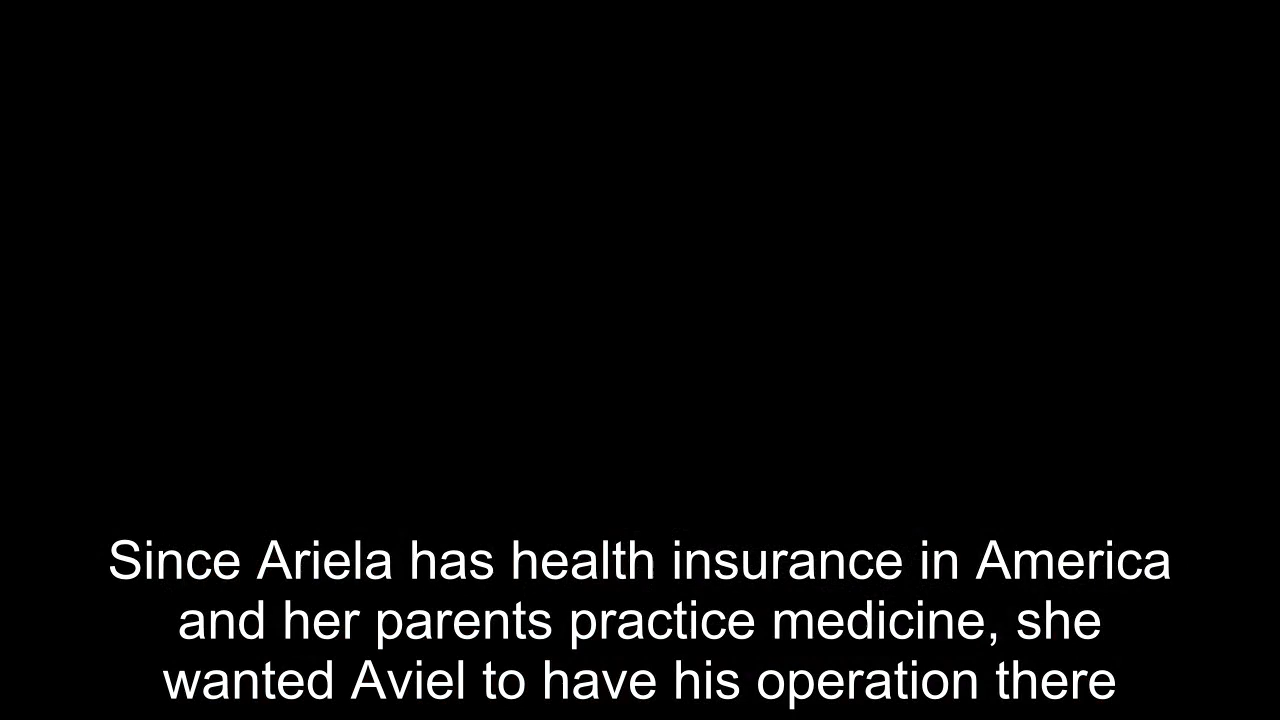 Since Ariela has health insurance in America
and her parents practice medicine, she
wanted Aviel to have his operation there